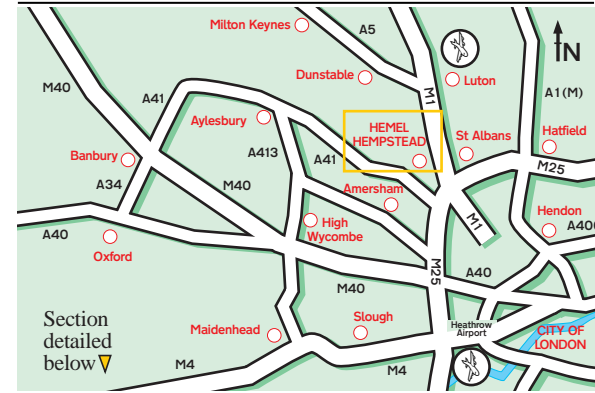 Milton Keynes
A5
N
Dunstable
Luton
M40
A41
M1
A1(M)
Aylesbury
HEMEL
HEMPSTEAD
St Albans
Hatfield
A413
A41
M25
Banbury
A34
M40
Amersham
High
Wycombe
M1
Hendon
A40
A406
Oxford
M25
A40
M40
Section
detailed
below
Maidenhead
Slough
Heathrow
Airport
CITY OF
LONDON
M4
M4